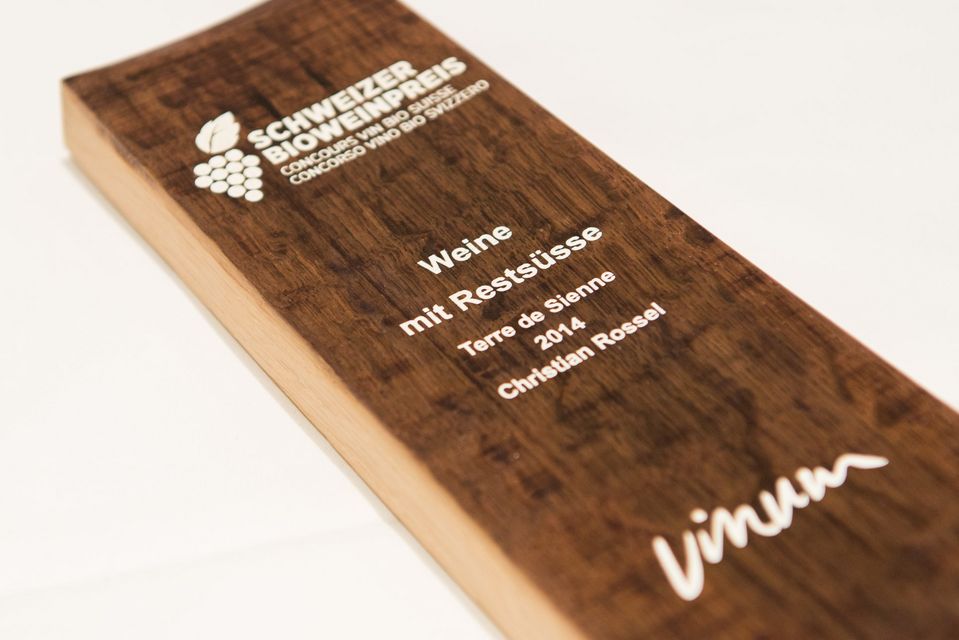 SCHWEIZER
BIOWEINPREIS
CONCOURS VIN BIO SUISSE
CONCORSO VINO BIO SVIZZERO
Weine
mit Restsüsse
Terre de Sienne
2014
Christian Rossel
vinum